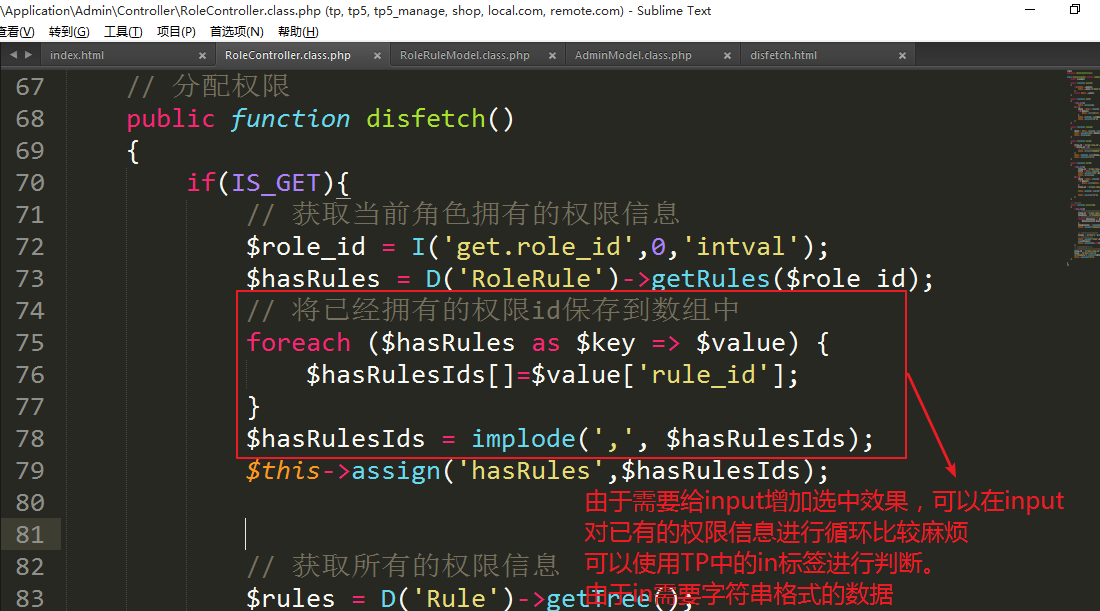 \Application\Admin\Controller\RoleController.class.php (tp, tp5, tp5_manage, shop, local.com, remote.com) - Sublime Text
查看(V) 转到(G) 工具(T) 项目(P) 首选项(N) 帮助(H)
index.html × RoleController.class.php × RoleRuleModel.class.php × AdminModel.class.php × disfetch.html ×
67 // 分配权限
68 public function disfetch()
69 {
70 if(IS_GET){
71 // 获取当前角色拥有的权限信息
72 $role_id = I('get.role_id',0,'intval');
73 $hasRules = D('RoleRule')->getRules($role_id);
74 // 将已经拥有的权限id保存到数组中
75 foreach ($hasRules as $key => $value) {
76 $hasRulesIds[]=$value['rule_id'];
77 }
78 $hasRulesIds = implode(',', $hasRulesIds);
79 $this->assign('hasRules',$hasRulesIds);
80
由于需要给input增加选中效果，可以在input
81
对已有的权限信息进行循环比较麻烦
82 // 获取所有的权限信息
可以使用TP中的in标签进行判断。
83 $rules = D('Rule')->getTree();
由于in需要字符串格式的数据